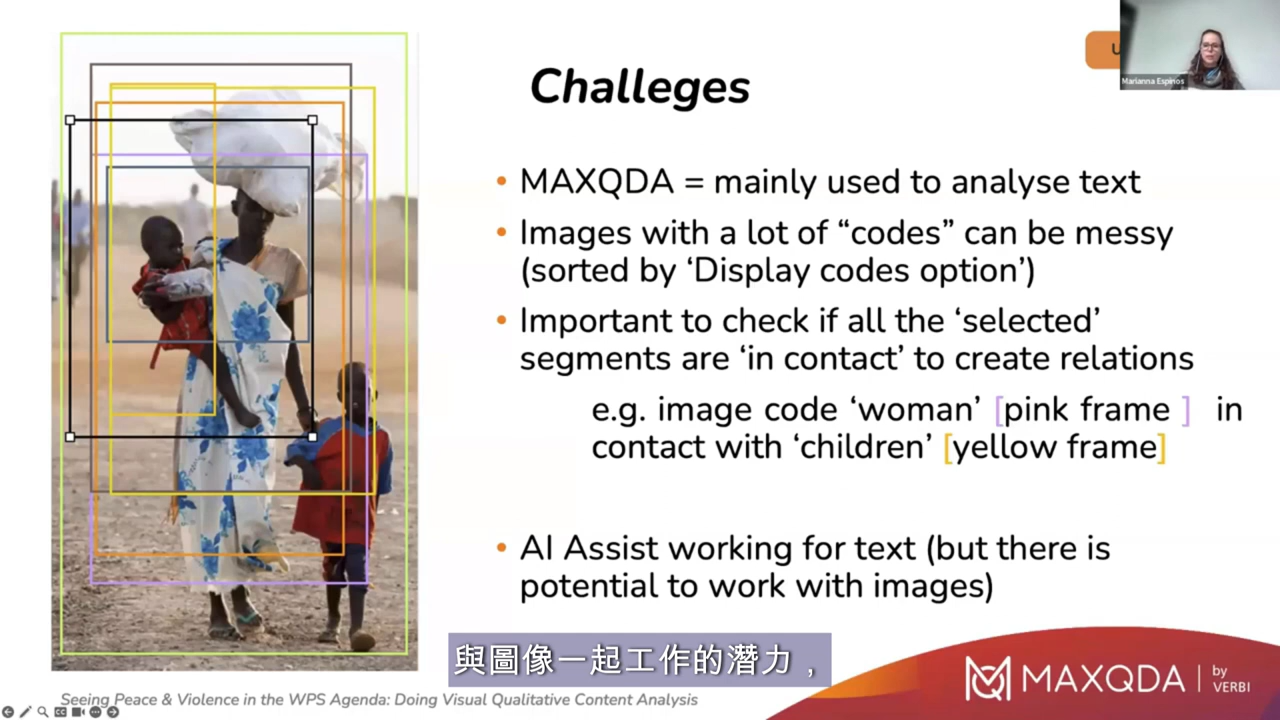 U
Marianna Espinos
Challeges
• MAXQDA = mainly used to analyse text
• Images with a lot of “codes” can be messy
(sorted by ‘Display codes option’)
• Important to check if all the ‘selected’
segments are ‘in contact’ to create relations
e.g. image code ‘woman’ [pink frame ] in
contact with ‘children’ [yellow frame]
• AI Assist working for text (but there is
potential to work with images)
與圖像一起工作的潛力，
MAXQDA | by
VERBI
Seeing Peace & Violence in the WPS Agenda: Doing Visual Qualitative Content Analysis